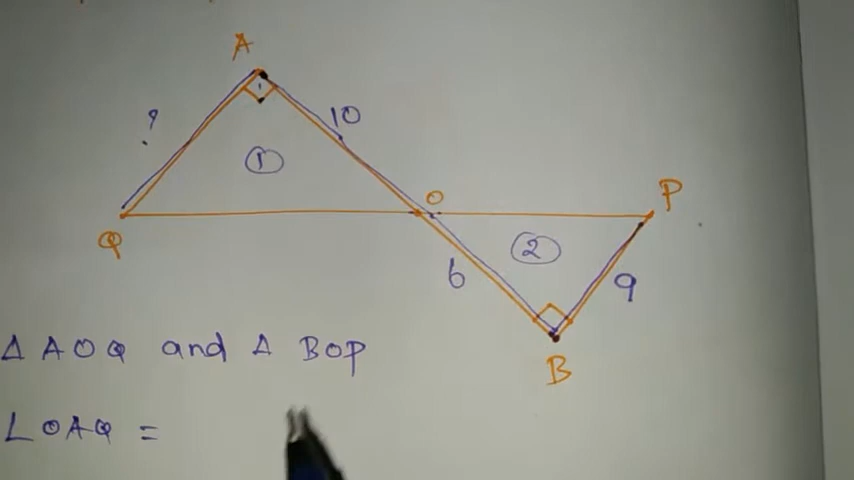 A
?
10
1
O
P
Q
2
6
9
B
Δ AOQ and Δ BOP
∠OAQ =